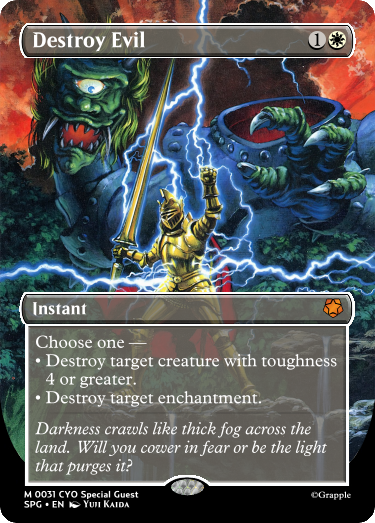 Destroy Evil 1
Instant
Choose one —
• Destroy target creature with toughness
4 or greater.
• Destroy target enchantment.
Darkness crawls like thick fog across the
land. Will you cower in fear or be the light
that purges it?
M 0031 CYO Special Guest
SPG • EN Yuji Kaida
©Grapple